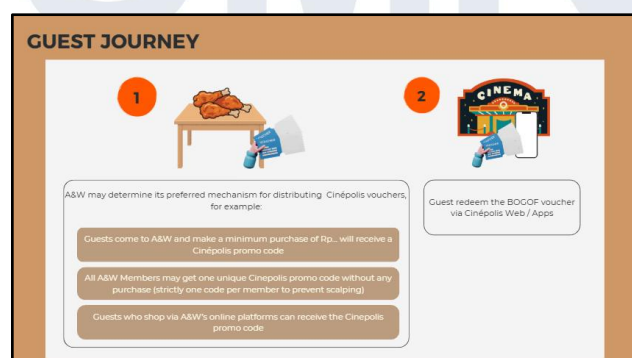 GUEST JOURNEY
1
2
CINEMA
A&W may determine its preferred mechanism for distributing Cinépolis vouchers,
for example:
Guests come to A&W and make a minimum purchase of Rp... will receive a
Cinépolis promo code
All A&W Members may get one unique Cinepolis promo code without any
purchase (strictly one code per member to prevent scalping)
Guests who shop via A&W's online platforms can receive the Cinepolis
promo code
Guest redeem the BOGOF voucher
via Cinépolis Web / Apps